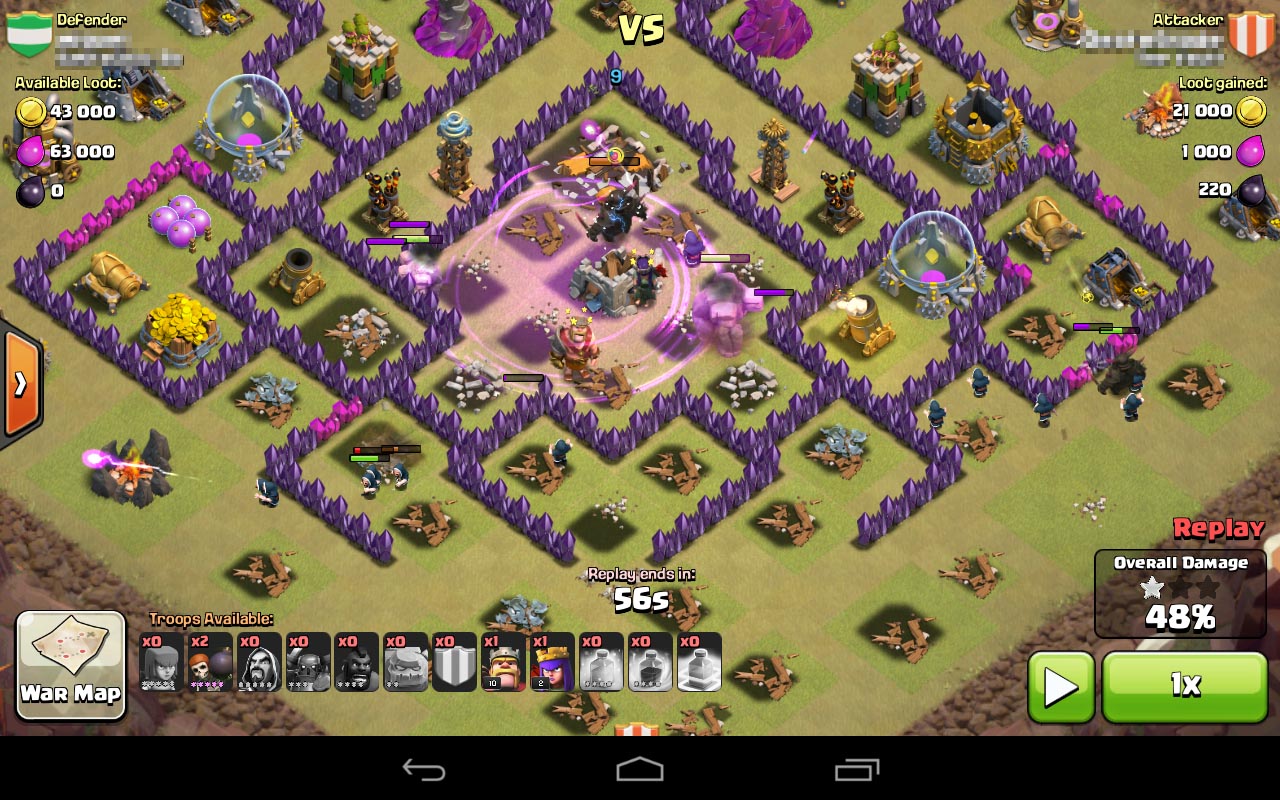 Defender
VS
Attacker
Available Loot:
43 000
63 000
0
Loot gained:
21 000
1 000
220
9
Replay
Overall Damage
48%
Replay ends in:
56s
Troops Available:
x0 x2 x0 x0 x0 x0 x0 x1 x1 x0 x0 x0
10 2
War Map
1x